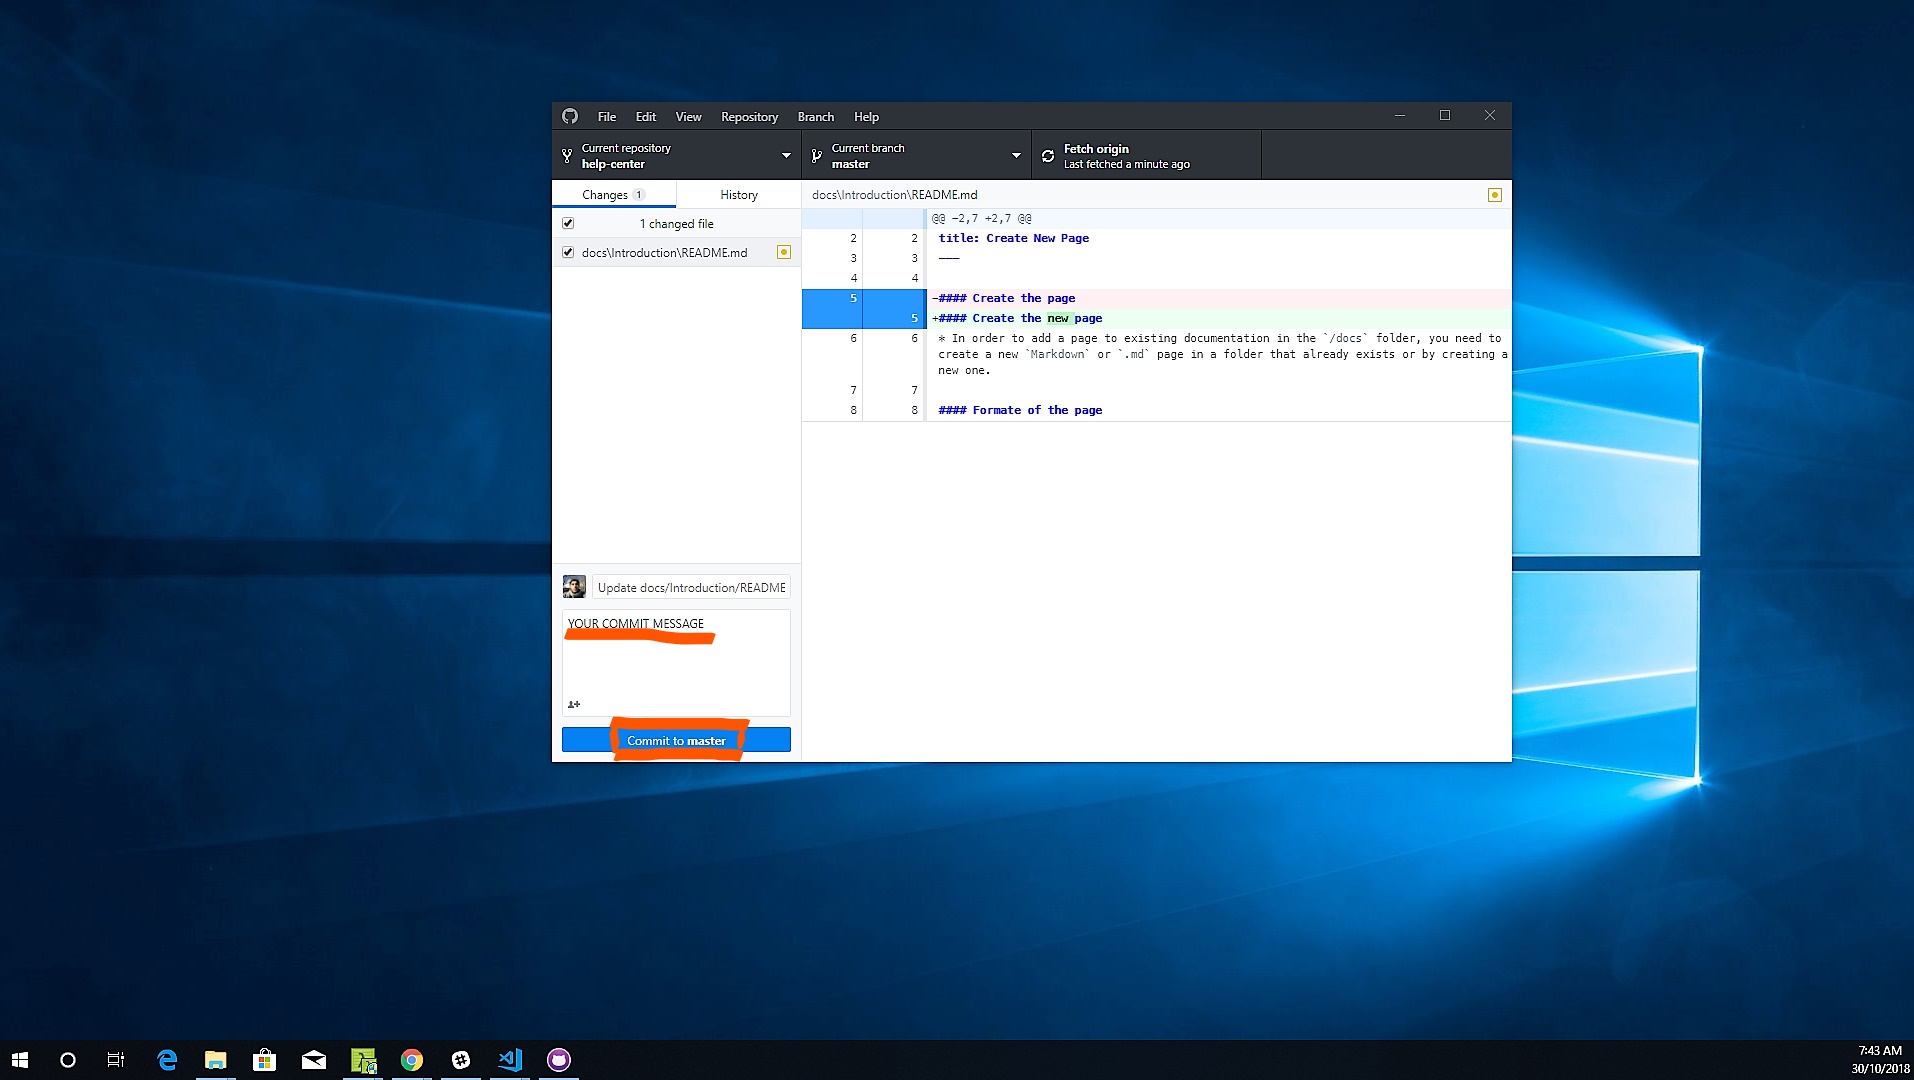 File Edit View Repository Branch Help
Current repository
help-center
Current branch
master
Fetch origin
Last fetched a minute ago
Changes 1 History
docs\Introduction\README.md
1 changed file
docs\Introduction\README.md
@@ -2,7 +2,7 @@
2 2 title: Create New Page
3 3 ---
4 4
5 -#### Create the page
5 +#### Create the new page
6 6 * In order to add a page to existing documentation in the `/docs` folder, you need to
create a new `Markdown` or `.md` page in a folder that already exists or by creating a
new one.
7 7
8 8 #### Formate of the page
Update docs/Introduction/README
YOUR COMMIT MESSAGE
Commit to master
7:43 AM
30/10/2018